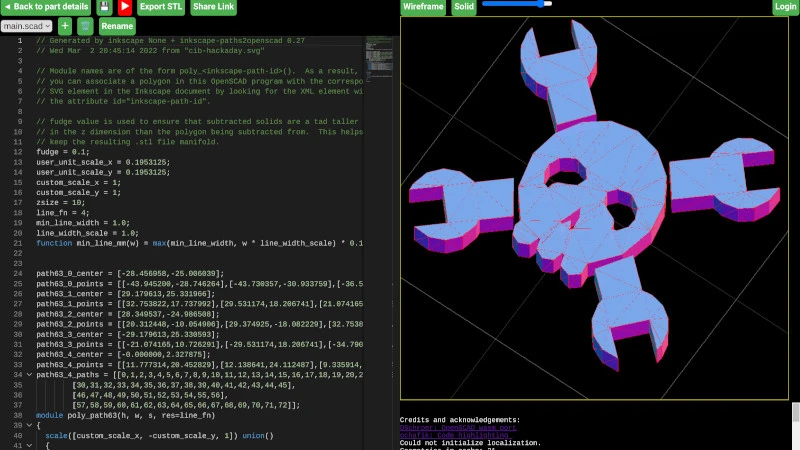 ◄ Back to part details
Export STL
Share Link
Wireframe
Solid
Login
main.scad
+
Rename
1 // Generated by inkscape None + inkscape-paths2openscad 0.27
2 // Wed Mar  2 20:45:14 2022 from "cib-hackaday.svg"
3
4 // Module names are of the form poly_<inkscape-path-id>().  As a result,
5 // you can associate a polygon in this OpenSCAD program with the correspo
6 // SVG element in the Inkscape document by looking for the XML element wi
7 // the attribute id="inkscape-path-id".
8
9 // fudge value is used to ensure that subtracted solids are a tad taller
10 // in the z dimension than the polygon being subtracted from.  This helps
11 // keep the resulting .stl file manifold.
12 fudge = 0.1;
13 user_unit_scale_x = 0.1953125;
14 user_unit_scale_y = 0.1953125;
15 custom_scale_x = 1;
16 custom_scale_y = 1;
17 zsize = 10;
18 line_fn = 4;
19 min_line_width = 1.0;
20 line_width_scale = 1.0;
21 function min_line_mm(w) = max(min_line_width, w * line_width_scale) * 0.1
22
23
24 path63_0_center = [-28.456958,-25.006039];
25 path63_0_points = [[-43.945200,-28.746264],[-43.730357,-30.933759],[-36.5
26 path63_1_center = [29.179613,25.331966];
27 path63_1_points = [[32.753822,17.737992],[29.531174,18.206741],[21.074165
28 path63_2_center = [28.349537,-24.986508];
29 path63_2_points = [[20.312448,-10.054906],[29.374925,-18.082229],[32.7538
30 path63_3_center = [-29.179613,25.330593];
31 path63_3_points = [[-21.074165,10.726291],[-29.531174,18.206741],[-34.790
32 path63_4_center = [-0.000000,2.327875];
33 path63_4_points = [[11.777314,20.452829],[12.138641,24.112487],[9.335914,
34 path63_4_paths = [[0,1,2,3,4,5,6,7,8,9,10,11,12,13,14,15,16,17,18,19,20,2
35 [30,31,32,33,34,35,36,37,38,39,40,41,42,43,44,45],
36 [46,47,48,49,50,51,52,53,54,55,56],
37 [57,58,59,60,61,62,63,64,65,66,67,68,69,70,71,72]];
38 module poly_path63(h, w, s, res=line_fn)
39 {
40 scale([custom_scale_x, -custom_scale_y, 1]) union()
41 {
Credits and acknowledgements:
DSchroer: OpenSCAD wasm port
ochafik: Code highlighting
Could not initialize localization.